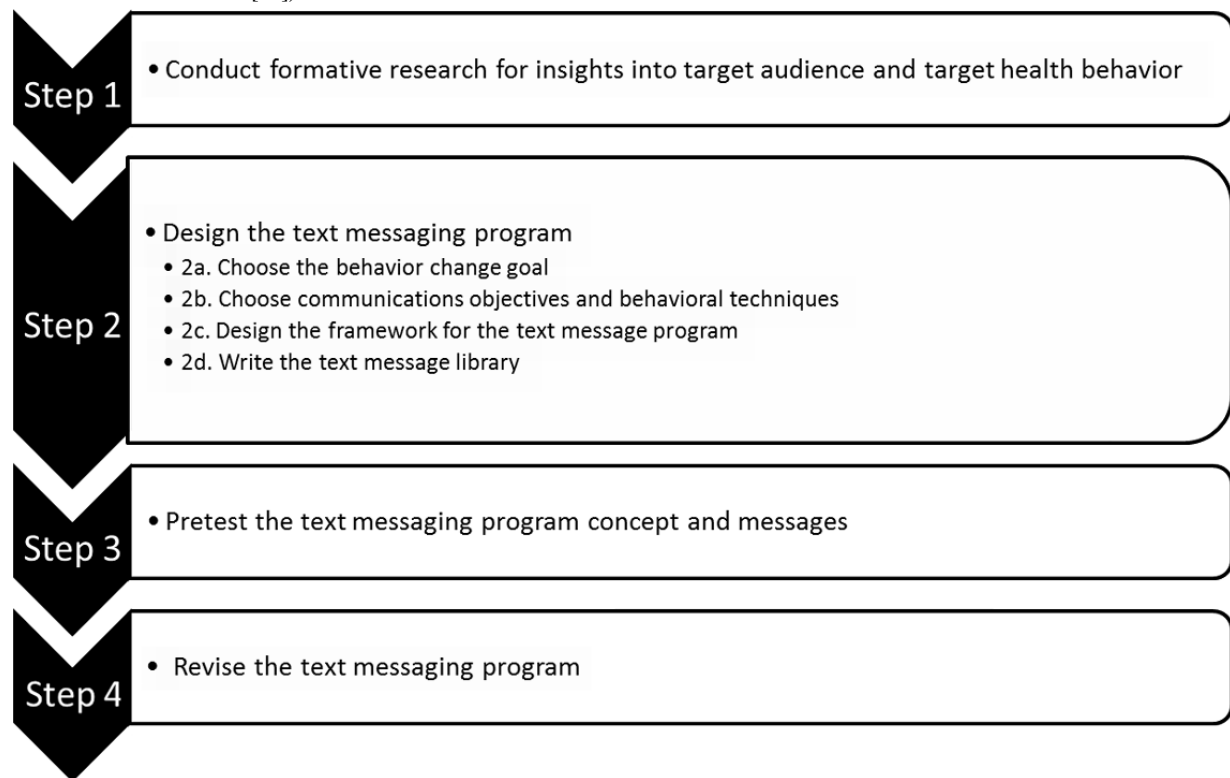 Step 1
• Conduct formative research for insights into target audience and target health behavior
Step 2
• Design the text messaging program
• 2a. Choose the behavior change goal
• 2b. Choose communications objectives and behavioral techniques
• 2c. Design the framework for the text message program
• 2d. Write the text message library
Step 3
• Pretest the text messaging program concept and messages
Step 4
• Revise the text messaging program